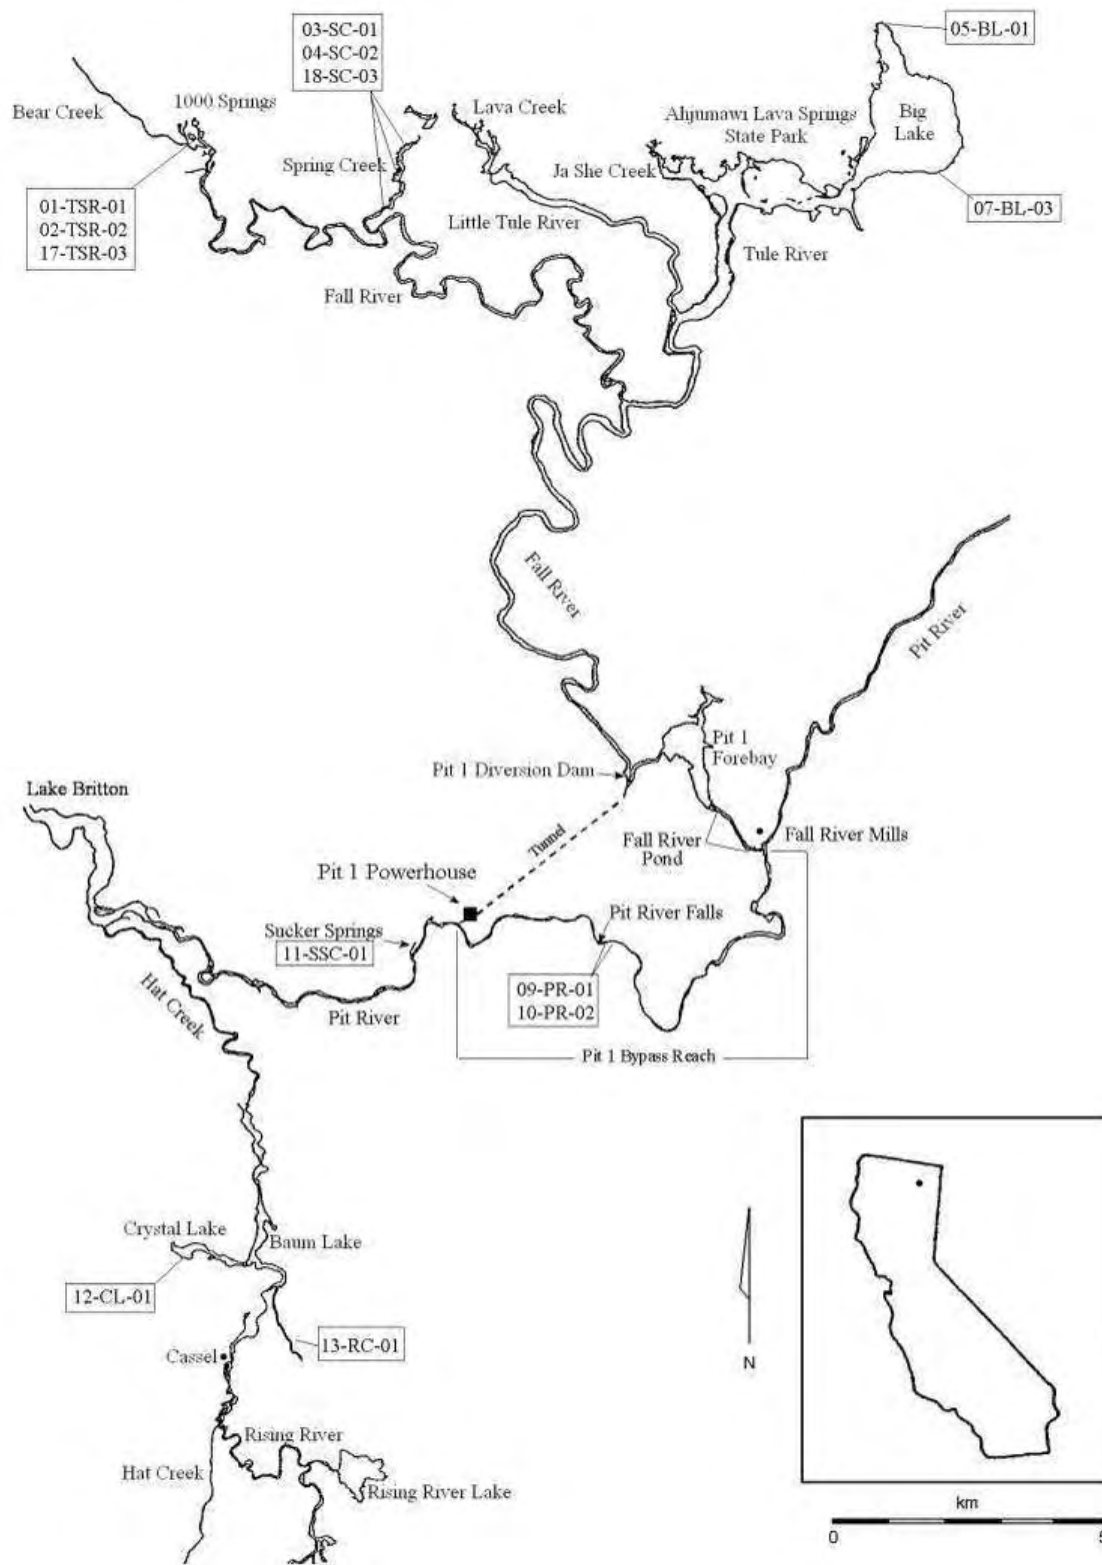 03-SC-01
04-SC-02
18-SC-03
05-BL-01
1000 Springs
Bear Creek
Lava Creek
Ahjumawi Lava Springs
State Park
Big
Lake
Spring Creek
Ja She Creek
01-TSR-01
02-TSR-02
17-TSR-03
07-BL-03
Little Tule River
Tule River
Fall River
Fall River
Pit River
Pit 1
Forebay
Pit 1 Diversion Dam
Lake Britton
Tunnel
Fall River
Pond
Fall River Mills
Pit 1 Powerhouse
Pit River Falls
Sucker Springs
11-SSC-01
09-PR-01
10-PR-02
Hat Creek
Pit River
Pit 1 Bypass Reach
Crystal Lake
Baum Lake
12-CL-01
13-RC-01
Cassel
N
Rising River
Hat Creek
Rising River Lake
km
0
5